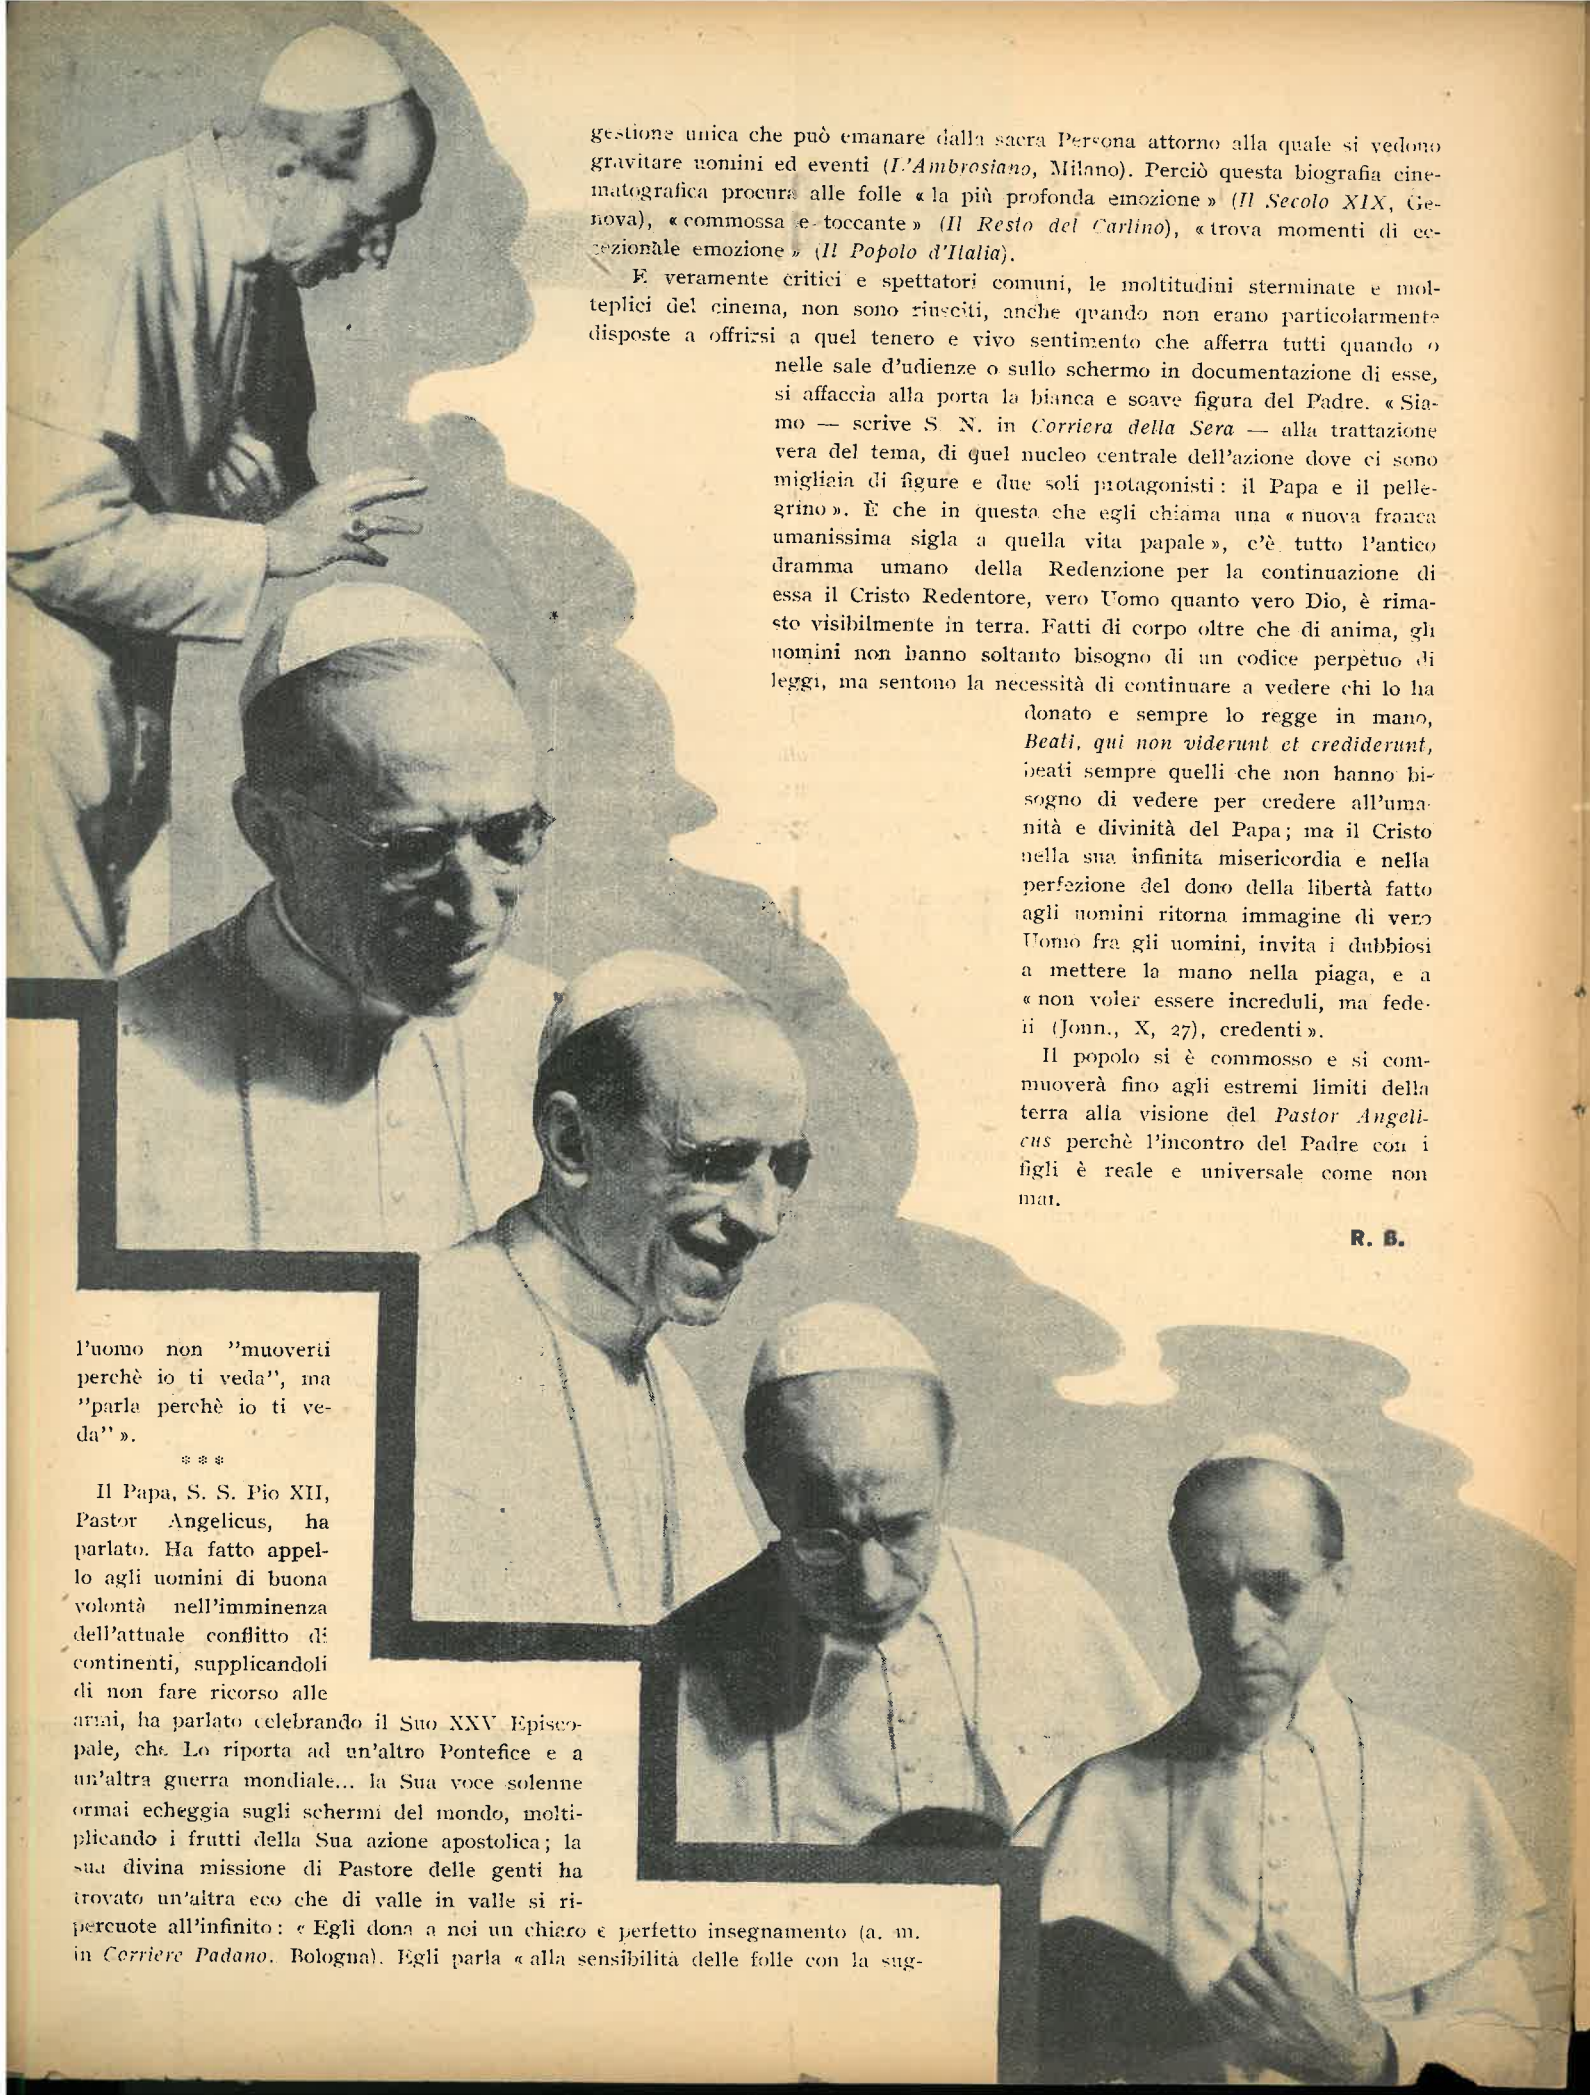 l'uomo non ”muoverti
perchè io ti veda”, ma
”parla perchè io ti ve-
da” ».
***
Il Papa, S. S. Pio XII,
Pastor Angelicus, ha
parlato. Ha fatto appel-
lo agli uomini di buona
volontà nell'imminenza
dell'attuale conflitto di
continenti, supplicandoli
di non fare ricorso alle
armi, ha parlato celebrando il Suo XXV Episco-
pale, che Lo riporta ad un'altro Pontefice e a
un'altra guerra mondiale... la Sua voce solenne
ormai echeggia sugli schermi del mondo, molti-
plicando i frutti della Sua azione apostolica; la
sua divina missione di Pastore delle genti ha
trovato un'altra eco che di valle in valle si ri-
percuote all'infinito: « Egli dona a noi un chiaro e perfetto insegnamento (a. m.
in Corriere Padano. Bologna). Egli parla « alla sensibilità delle folle con la sug-
gestione unica che può emanare dalla sacra Persona attorno alla quale si vedono
gravitare uomini ed eventi (L'Ambrosiano, Milano). Perciò questa biografia cine-
matografica procura alle folle « la più profonda emozione » (Il Secolo XIX, Ge-
nova), « commossa e toccante » (Il Resto del Carlino), « trova momenti di ec-
cezionale emozione » (Il Popolo d'Italia).
E veramente critici e spettatori comuni, le moltitudini sterminate e mol-
teplici del cinema, non sono riusciti, anche quando non erano particolarmente
disposte a offrirsi a quel tenero e vivo sentimento che afferra tutti quando o
nelle sale d'udienze o sullo schermo in documentazione di esse,
si affaccia alla porta la bianca e soave figura del Padre. « Sia-
mo — scrive S. N. in Corriera della Sera — alla trattazione
vera del tema, di quel nucleo centrale dell'azione dove ci sono
migliaia di figure e due soli protagonisti: il Papa e il pelle-
grino ». È che in questa che egli chiama una « nuova franca
umanissima sigla a quella vita papale », c'è tutto l'antico
dramma umano della Redenzione per la continuazione di
essa il Cristo Redentore, vero Uomo quanto vero Dio, è rima-
sto visibilmente in terra. Fatti di corpo oltre che di anima, gli
uomini non hanno soltanto bisogno di un codice perpetuo di
leggi, ma sentono la necessità di continuare a vedere chi lo ha
donato e sempre lo regge in mano,
Beati, qui non viderunt et crediderunt,
beati sempre quelli che non hanno bi-
sogno di vedere per credere all'uma-
nità e divinità del Papa; ma il Cristo
nella sua infinita misericordia e nella
perfezione del dono della libertà fatto
agli uomini ritorna immagine di vero
Uomo fra gli uomini, invita i dubbiosi
a mettere la mano nella piaga, e a
« non voler essere increduli, ma fede-
li (Joan., X, 27), credenti ».
Il popolo si è commosso e si com-
muoverà fino agli estremi limiti della
terra alla visione del Pastor Angeli-
cus perchè l'incontro del Padre con i
figli è reale e universale come non
mai.
R. B.